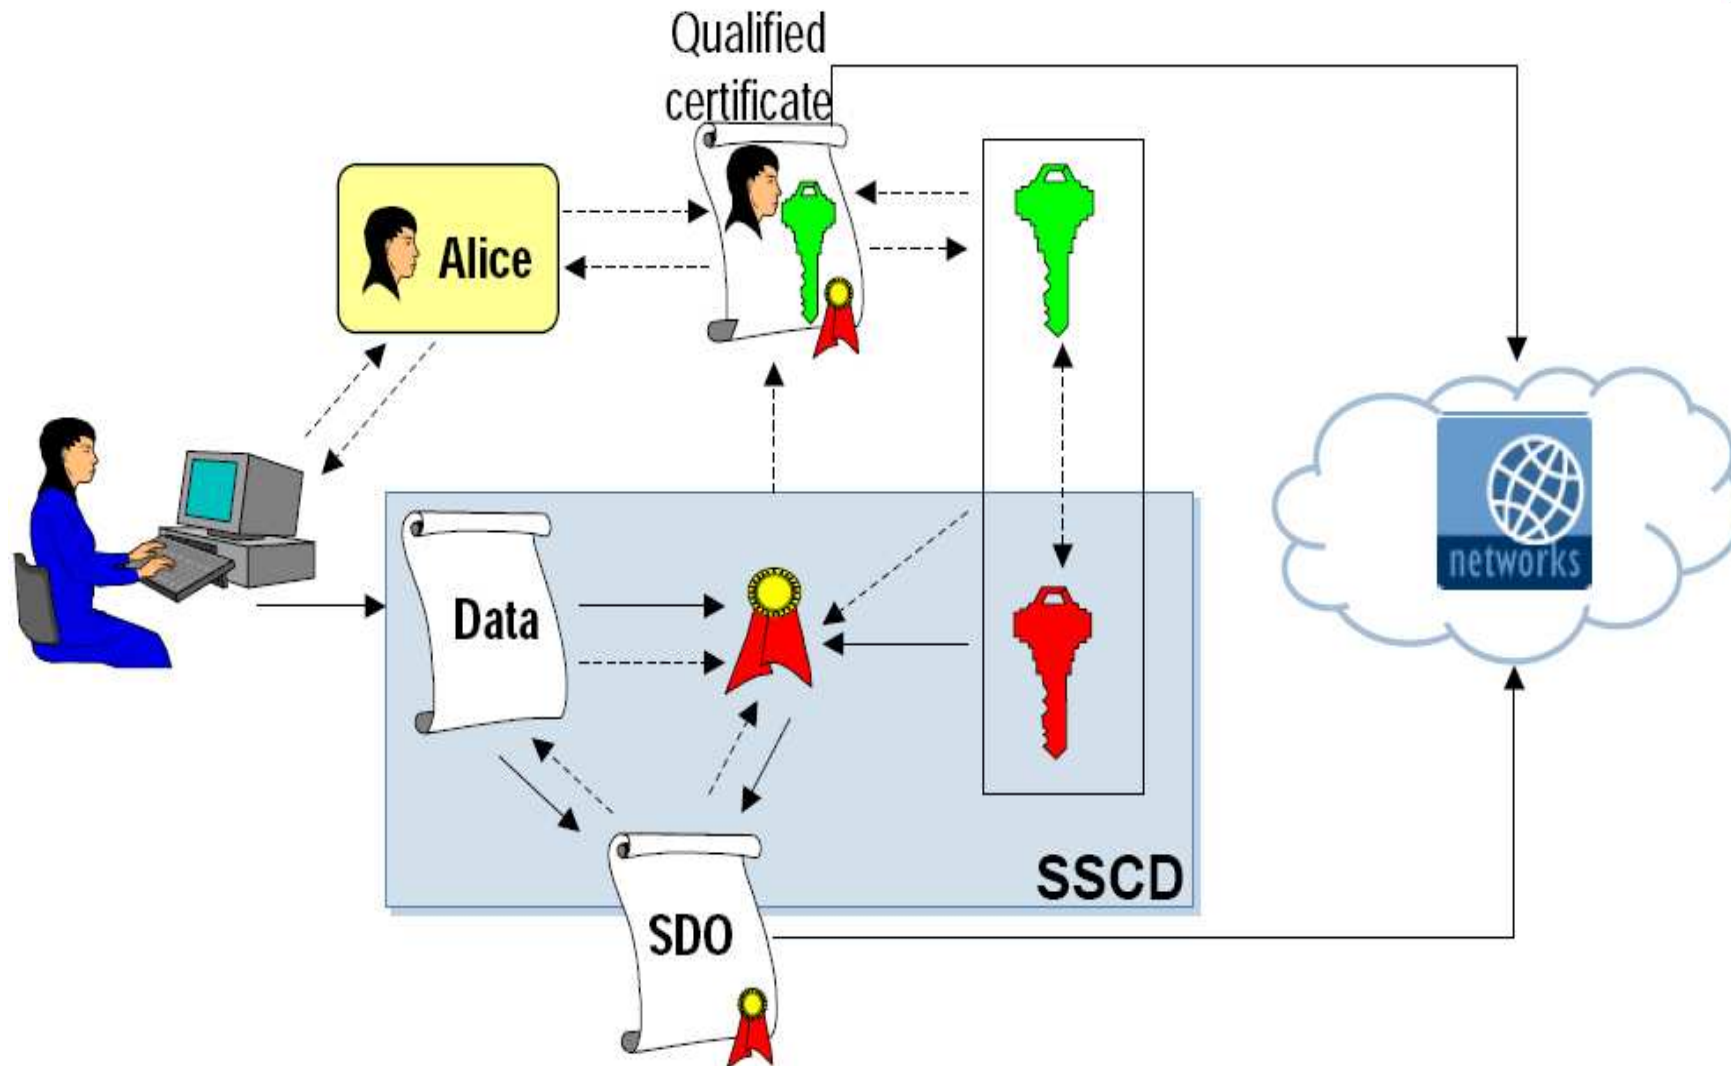 Qualified
certificate
Alice
networks
Data
SSCD
SDO